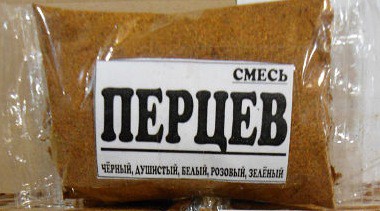 СМЕСЬ
ПЕРЦЕВ
ЧЁРНЫЙ, ДУШИСТЫЙ, БЕЛЫЙ, РОЗОВЫЙ, ЗЕЛЁНЫЙ